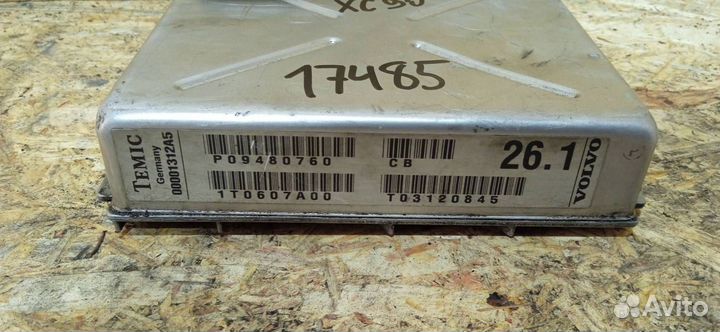 XC90
17485
TEMIC
Germany
00001312A5
P09480760
CB
26.1
1T0607A00
T03120845
VOLVO
Avito